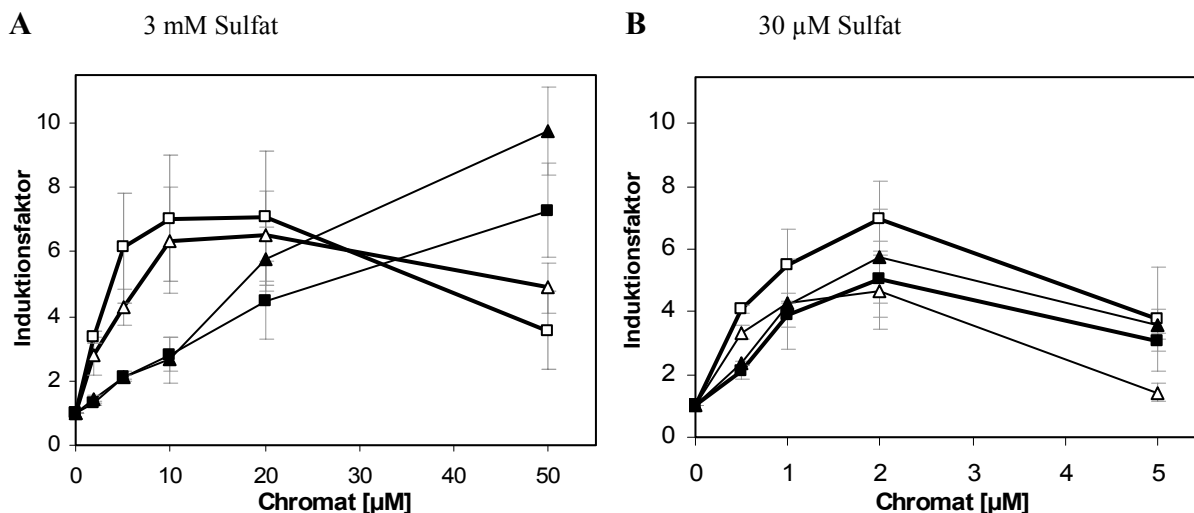 A 3 mM Sulfat
B 30 µM Sulfat
Induktionsfaktor
10
8
6
4
2
0
0 10 20 30 40 50
Chromat [µM]
Induktionsfaktor
10
8
6
4
2
0
0 1 2 3 4 5
Chromat [µM]